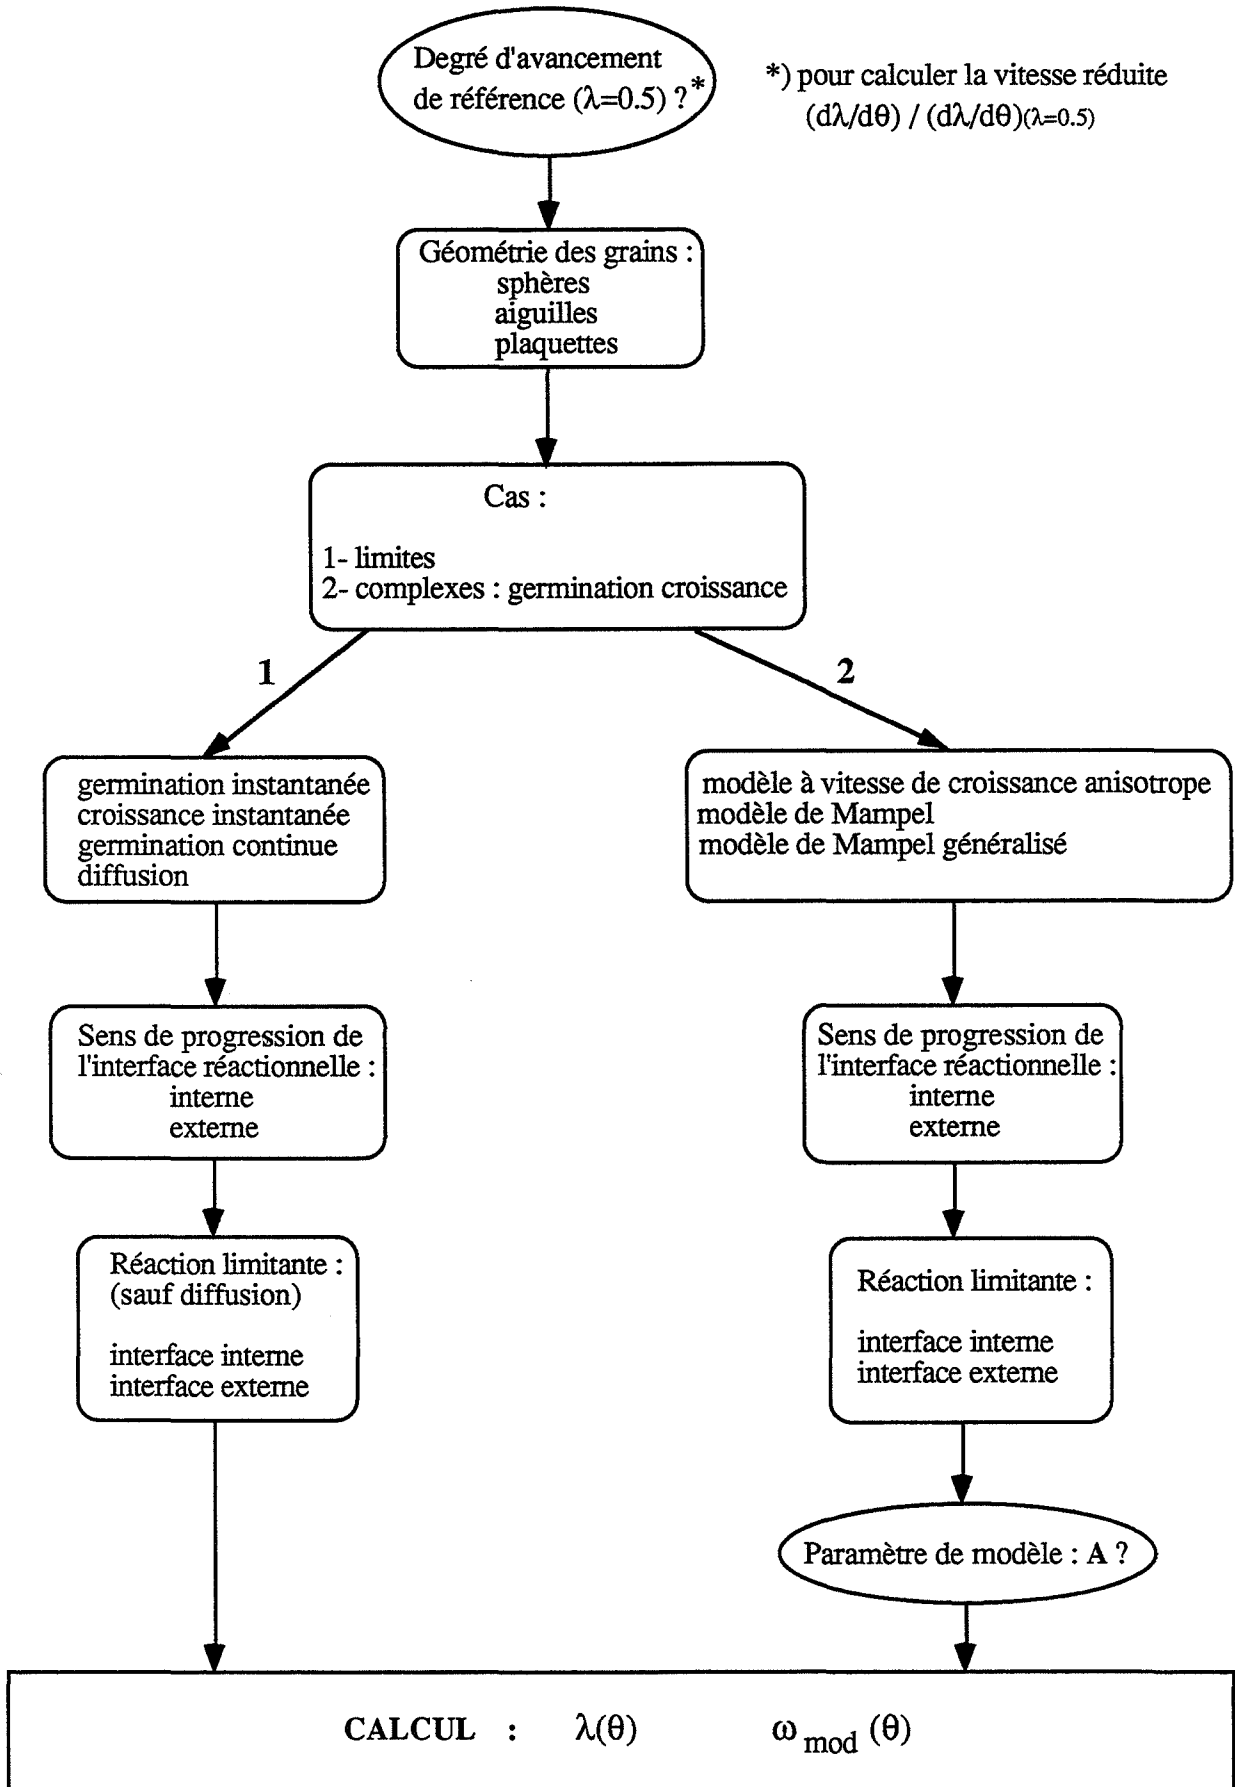 Degré d'avancement
de référence (λ=0.5) ?*
*) pour calculer la vitesse réduite
(dλ/dθ) / (dλ/dθ)(λ=0.5)
Géométrie des grains :
sphères
aiguilles
plaquettes
Cas :
1- limites
2- complexes : germination croissance
1
2
germination instantanée
croissance instantanée
germination continue
diffusion
modèle à vitesse de croissance anisotrope
modèle de Mampel
modèle de Mampel généralisé
Sens de progression de
l'interface réactionnelle :
interne
externe
Sens de progression de
l'interface réactionnelle :
interne
externe
Réaction limitante :
(sauf diffusion)
interface interne
interface externe
Réaction limitante :
interface interne
interface externe
Paramètre de modèle : A ?
CALCUL : λ(θ) ω mod (θ)